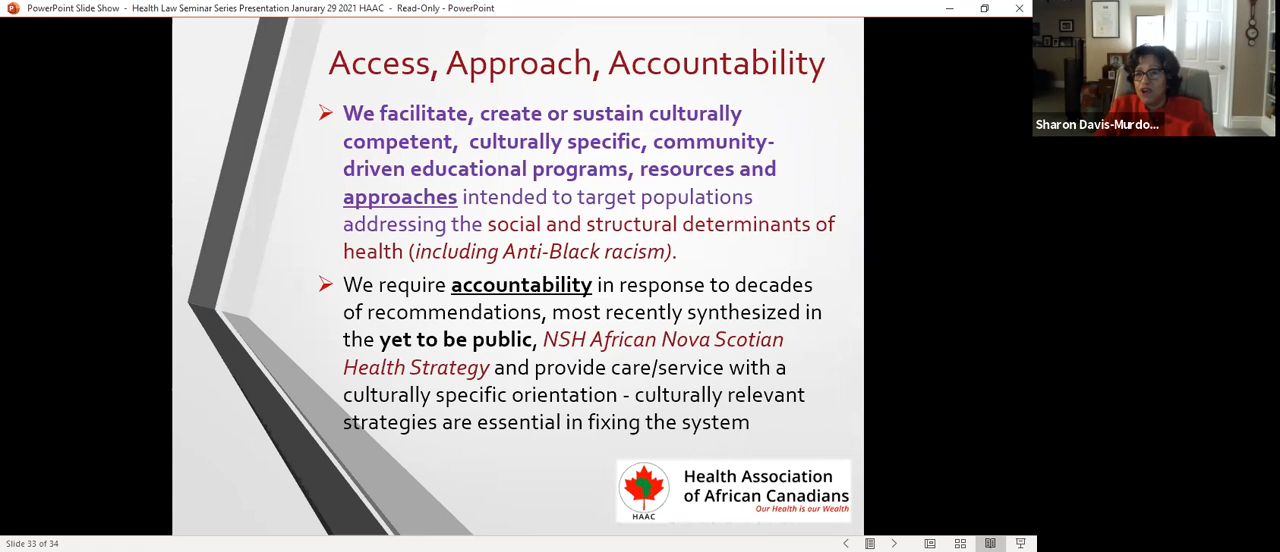 PowerPoint Slide Show - Health Law Seminar Series Presentation Janurary 29 2021 HAAC - Read-Only - PowerPoint
Access, Approach, Accountability
We facilitate, create or sustain culturally
competent, culturally specific, community-
driven educational programs, resources and
approaches intended to target populations
addressing the social and structural determinants of
health (including Anti-Black racism).
We require accountability in response to decades
of recommendations, most recently synthesized in
the yet to be public, NSH African Nova Scotian
Health Strategy and provide care/service with a
culturally specific orientation - culturally relevant
strategies are essential in fixing the system
HAAC
Health Association
of African Canadians
Our Health is our Wealth
Sharon Davis-Murdo...
Slide 33 of 34